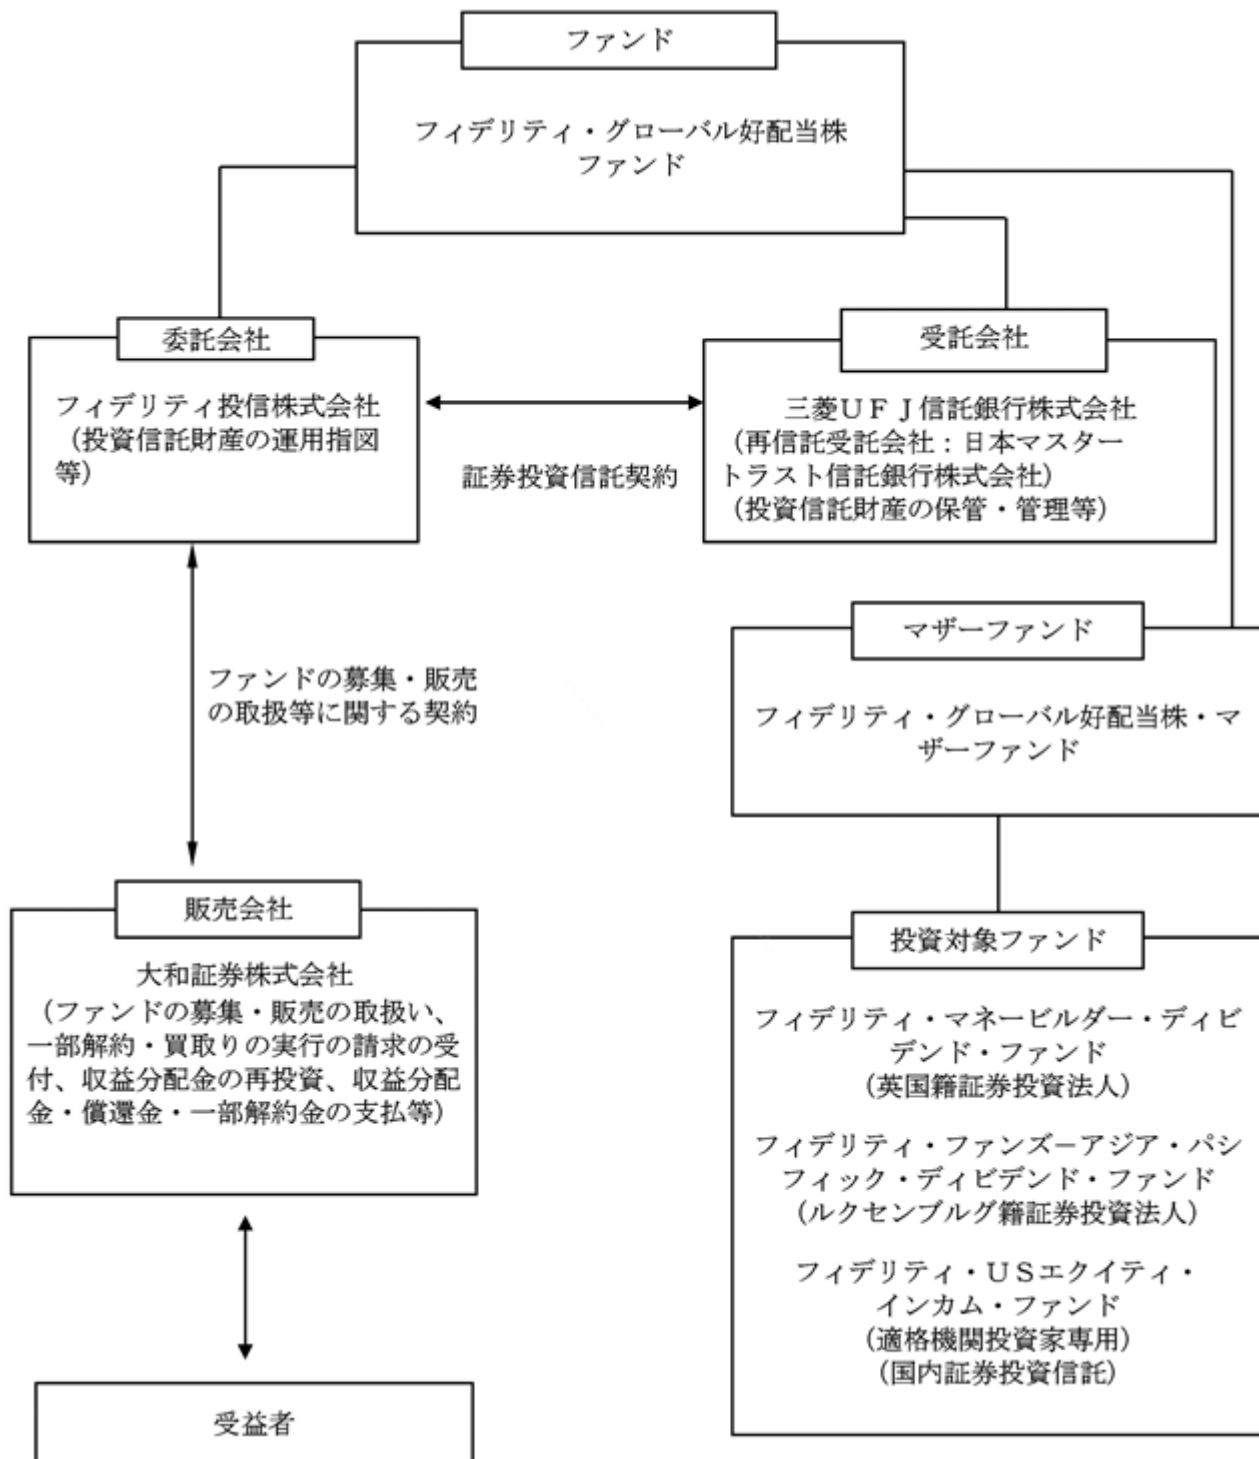 ファンド
フィデリティ・グローバル好配当株
ファンド
委託会社
フィデリティ投信株式会社
（投資信託財産の運用指図
等）
証券投資信託契約
受託会社
三菱ＵＦＪ信託銀行株式会社
（再信託受託会社：日本マスター
トラスト信託銀行株式会社）
（投資信託財産の保管・管理等）
ファンドの募集・販売
の取扱等に関する契約
マザーファンド
フィデリティ・グローバル好配当株・マ
ザーファンド
販売会社
大和証券株式会社
（ファンドの募集・販売の取扱い、
一部解約・買取りの実行の請求の受
付、収益分配金の再投資、収益分配
金・償還金・一部解約金の支払等）
投資対象ファンド
フィデリティ・マネービルダー・ディビ
デンド・ファンド
（英国籍証券投資法人）
フィデリティ・ファンズ－アジア・パシ
フィック・ディビデンド・ファンド
（ルクセンブルグ籍証券投資法人）
フィデリティ・ＵＳエクイティ・
インカム・ファンド
（適格機関投資家専用）
（国内証券投資信託）
受益者